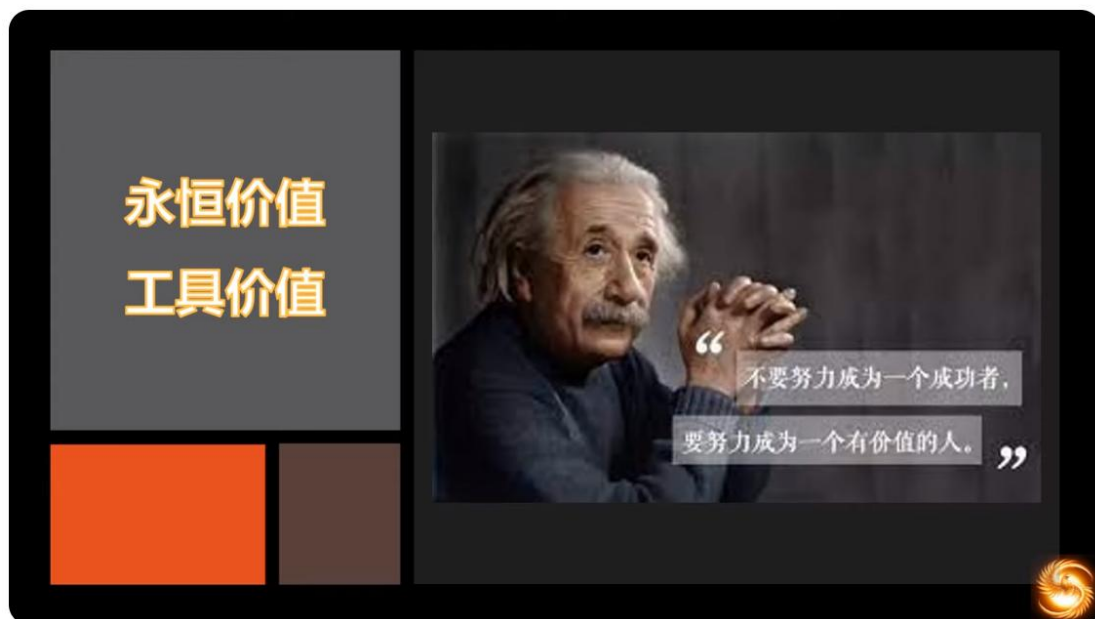 永恒价值
工具价值
“
不要努力成为一个成功者，
要努力成为一个有价值的人。
”